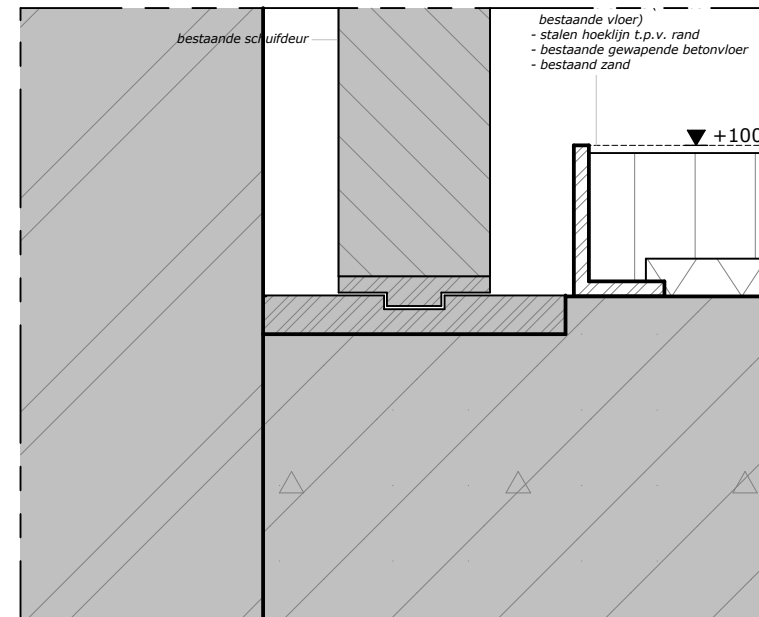 bestaande vloer)
- stalen hoeklijn t.p.v. rand
- bestaande gewapende betonvloer
- bestaand zand
bestaande schuifdeur
+100